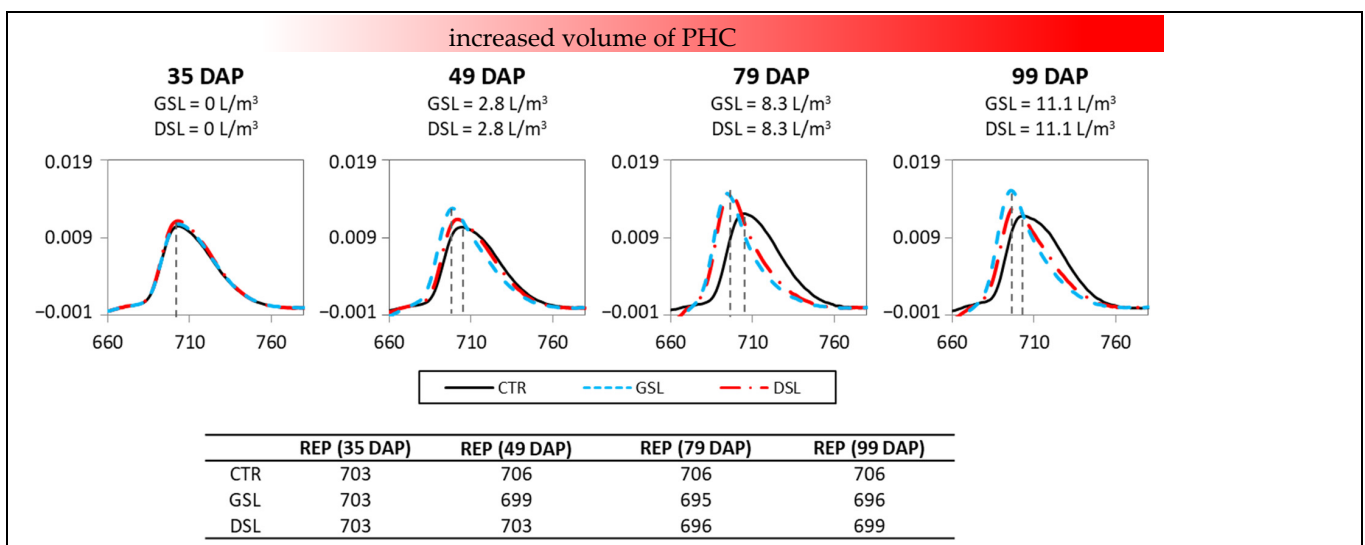 increased volume of PHC
35 DAP 49 DAP 79 DAP 99 DAP
GSL = 0 L/m³ GSL = 2.8 L/m³ GSL = 8.3 L/m³ GSL = 11.1 L/m³
DSL = 0 L/m³ DSL = 2.8 L/m³ DSL = 8.3 L/m³ DSL = 11.1 L/m³
0.019 0.019 0.019 0.019
0.009 0.009 0.009 0.009
−0.001 −0.001 −0.001 −0.001
660 710 760 660 710 760 660 710 760 660 710 760
CTR GSL DSL
REP (35 DAP) REP (49 DAP) REP (79 DAP) REP (99 DAP)
CTR 703 706 706 706
GSL 703 699 695 696
DSL 703 703 696 699